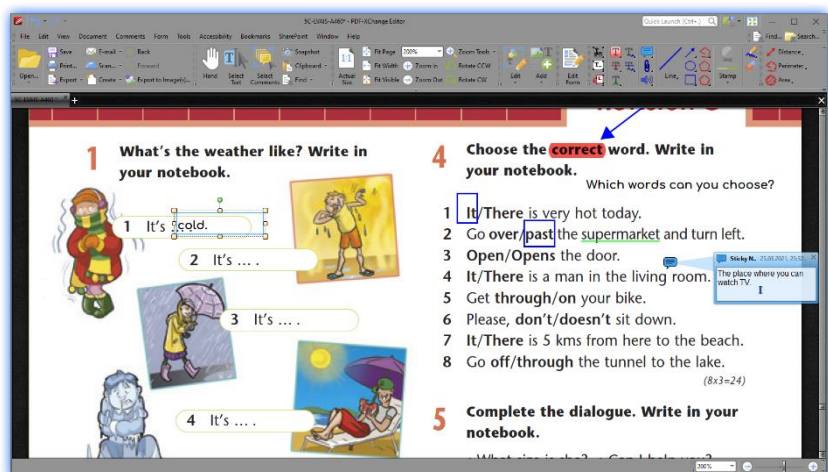 5C-EVANS-A460* - PDF-XChange Editor
Quick Launch (Ctrl+.)
File Edit View Document Comments Form Tools Accessibility Bookmarks SharePoint Window Help
Find... Search...
Open...
Save E-mail Back
Print... Scan... Forward
Export Create Export to Image(s)...
Hand
Select Text
Select Comments
Snapshot
Clipboard
Find
Actual Size
Fit Page 200% Zoom Tools
Fit Width Zoom In Rotate CCW
Fit Visible Zoom Out Rotate CW
Edit
Add
Edit Form
Line,
Stamp
Distance,
Perimeter,
Area,
1 What's the weather like? Write in
your notebook.
1 It's cold.
2 It's ... .
3 It's ... .
4 It's ... .
4 Choose the correct word. Write in
your notebook.
Which words can you choose?
1 It/There is very hot today.
2 Go over/past the supermarket and turn left.
3 Open/Opens the door.
4 It/There is a man in the living room.
5 Get through/on your bike.
6 Please, don't/doesn't sit down.
7 It/There is 5 kms from here to the beach.
8 Go off/through the tunnel to the lake.
(8x3=24)
Sticky N..
The place where you can
watch TV.
5 Complete the dialogue. Write in your
notebook.
200%